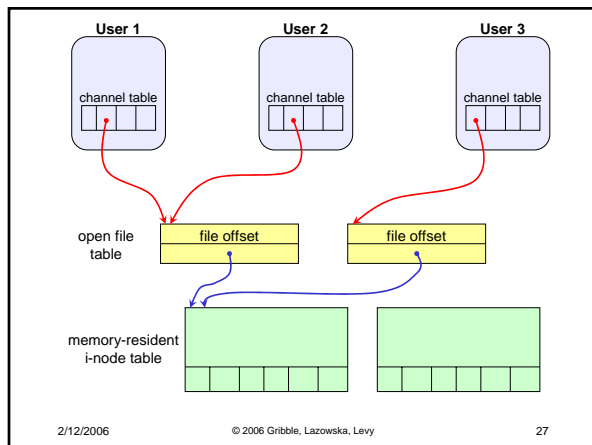 User 1 User 2 User 3
channel table channel table channel table
open file table
file offset file offset
memory-resident i-node table
2/12/2006 © 2006 Gribble, Lazowska, Levy 27